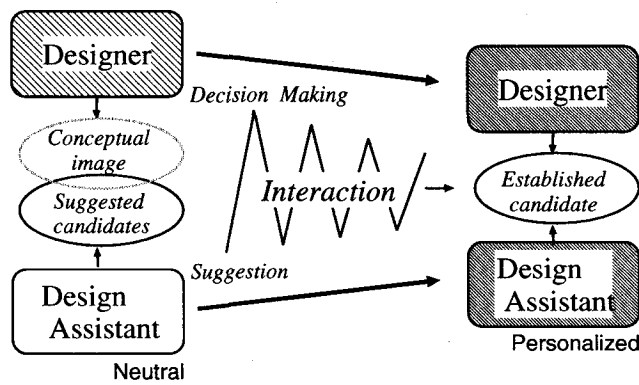 Designer
Conceptual
image
Suggested
candidates
Design
Assistant
Neutral
Decision Making
Interaction
Suggestion
Designer
Established
candidate
Design
Assistant
Personalized